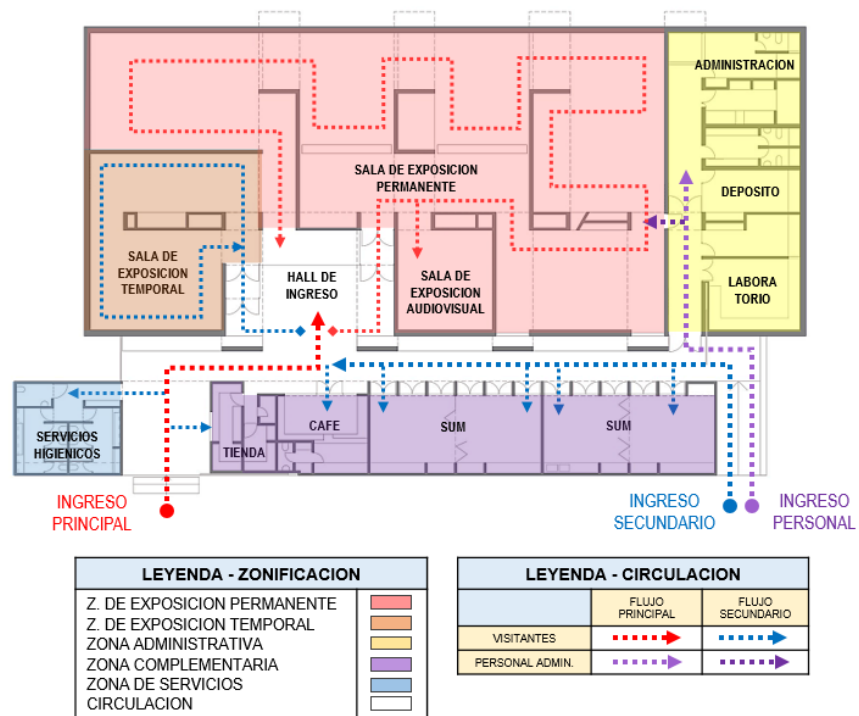 ADMINISTRACION
SALA DE EXPOSICION
PERMANENTE
DEPOSITO
SALA DE
EXPOSICION
TEMPORAL
HALL DE
INGRESO
SALA DE
EXPOSICION
AUDIOVISUAL
LABORA
TORIO
SERVICIOS
HIGIENICOS
TIENDA
CAFE
SUM
SUM
INGRESO
PRINCIPAL
INGRESO
SECUNDARIO
INGRESO
PERSONAL
LEYENDA - ZONIFICACION
Z. DE EXPOSICION PERMANENTE
Z. DE EXPOSICION TEMPORAL
ZONA ADMINISTRATIVA
ZONA COMPLEMENTARIA
ZONA DE SERVICIOS
CIRCULACION
LEYENDA - CIRCULACION
FLUJO
PRINCIPAL
FLUJO
SECUNDARIO
VISITANTES
PERSONAL ADMIN.